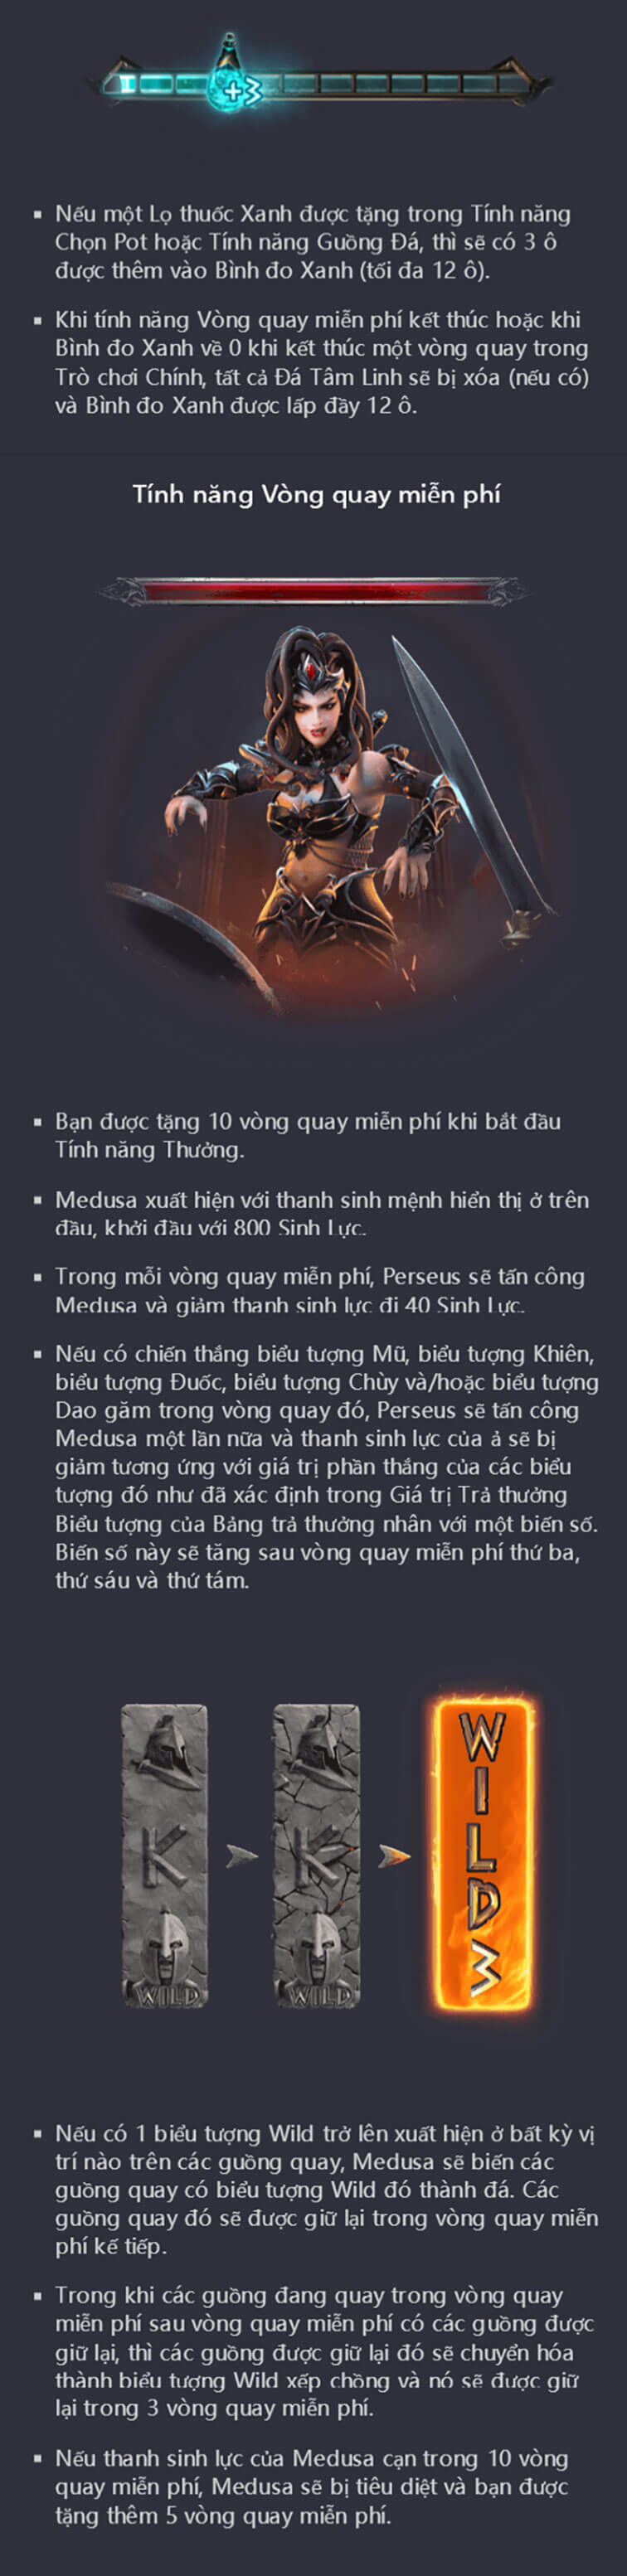 +3
▪ Nếu một Lọ thuốc Xanh được tặng trong Tính năng
Chọn Pot hoặc Tính năng Guồng Đá, thì sẽ có 3 ô
được thêm vào Bình đo Xanh (tối đa 12 ô).
▪ Khi tính năng Vòng quay miễn phí kết thúc hoặc khi
Bình đo Xanh về 0 khi kết thúc một vòng quay trong
Trò chơi Chính, tất cả Đá Tâm Linh sẽ bị xóa (nếu có)
và Bình đo Xanh được lấp đầy 12 ô.
Tính năng Vòng quay miễn phí
▪ Bạn được tặng 10 vòng quay miễn phí khi bắt đầu
Tính năng Thưởng.
▪ Medusa xuất hiện với thanh sinh mệnh hiển thị ở trên
đầu, khởi đầu với 800 Sinh Lực.
▪ Trong mỗi vòng quay miễn phí, Perseus sẽ tấn công
Medusa và giảm thanh sinh lực đi 40 Sinh Lực.
▪ Nếu có chiến thắng biểu tượng Mũ, biểu tượng Khiên,
biểu tượng Đuốc, biểu tượng Chùy và/hoặc biểu tượng
Dao găm trong vòng quay đó, Perseus sẽ tấn công
Medusa một lần nữa và thanh sinh lực của ả sẽ bị
giảm tương ứng với giá trị phần thắng của các biểu
tượng đó như đã xác định trong Giá trị Trả thưởng
Biểu tượng của Bảng trả thưởng nhân với một biến số.
Biến số này sẽ tăng sau vòng quay miễn phí thứ ba,
thứ sáu và thứ tám.
K
WILD
K
WILD
WILD
3
▪ Nếu có 1 biểu tượng Wild trở lên xuất hiện ở bất kỳ vị
trí nào trên các guồng quay, Medusa sẽ biến các
guồng quay có biểu tượng Wild đó thành đá. Các
guồng quay đó sẽ được giữ lại trong vòng quay miễn
phí kế tiếp.
▪ Trong khi các guồng đang quay trong vòng quay
miễn phí sau vòng quay miễn phí có các guồng được
giữ lại, thì các guồng được giữ lại đó sẽ chuyển hóa
thành biểu tượng Wild xếp chồng và nó sẽ được giữ
lại trong 3 vòng quay miễn phí.
▪ Nếu thanh sinh lực của Medusa cạn trong 10 vòng
quay miễn phí, Medusa sẽ bị tiêu diệt và bạn được
tặng thêm 5 vòng quay miễn phí.